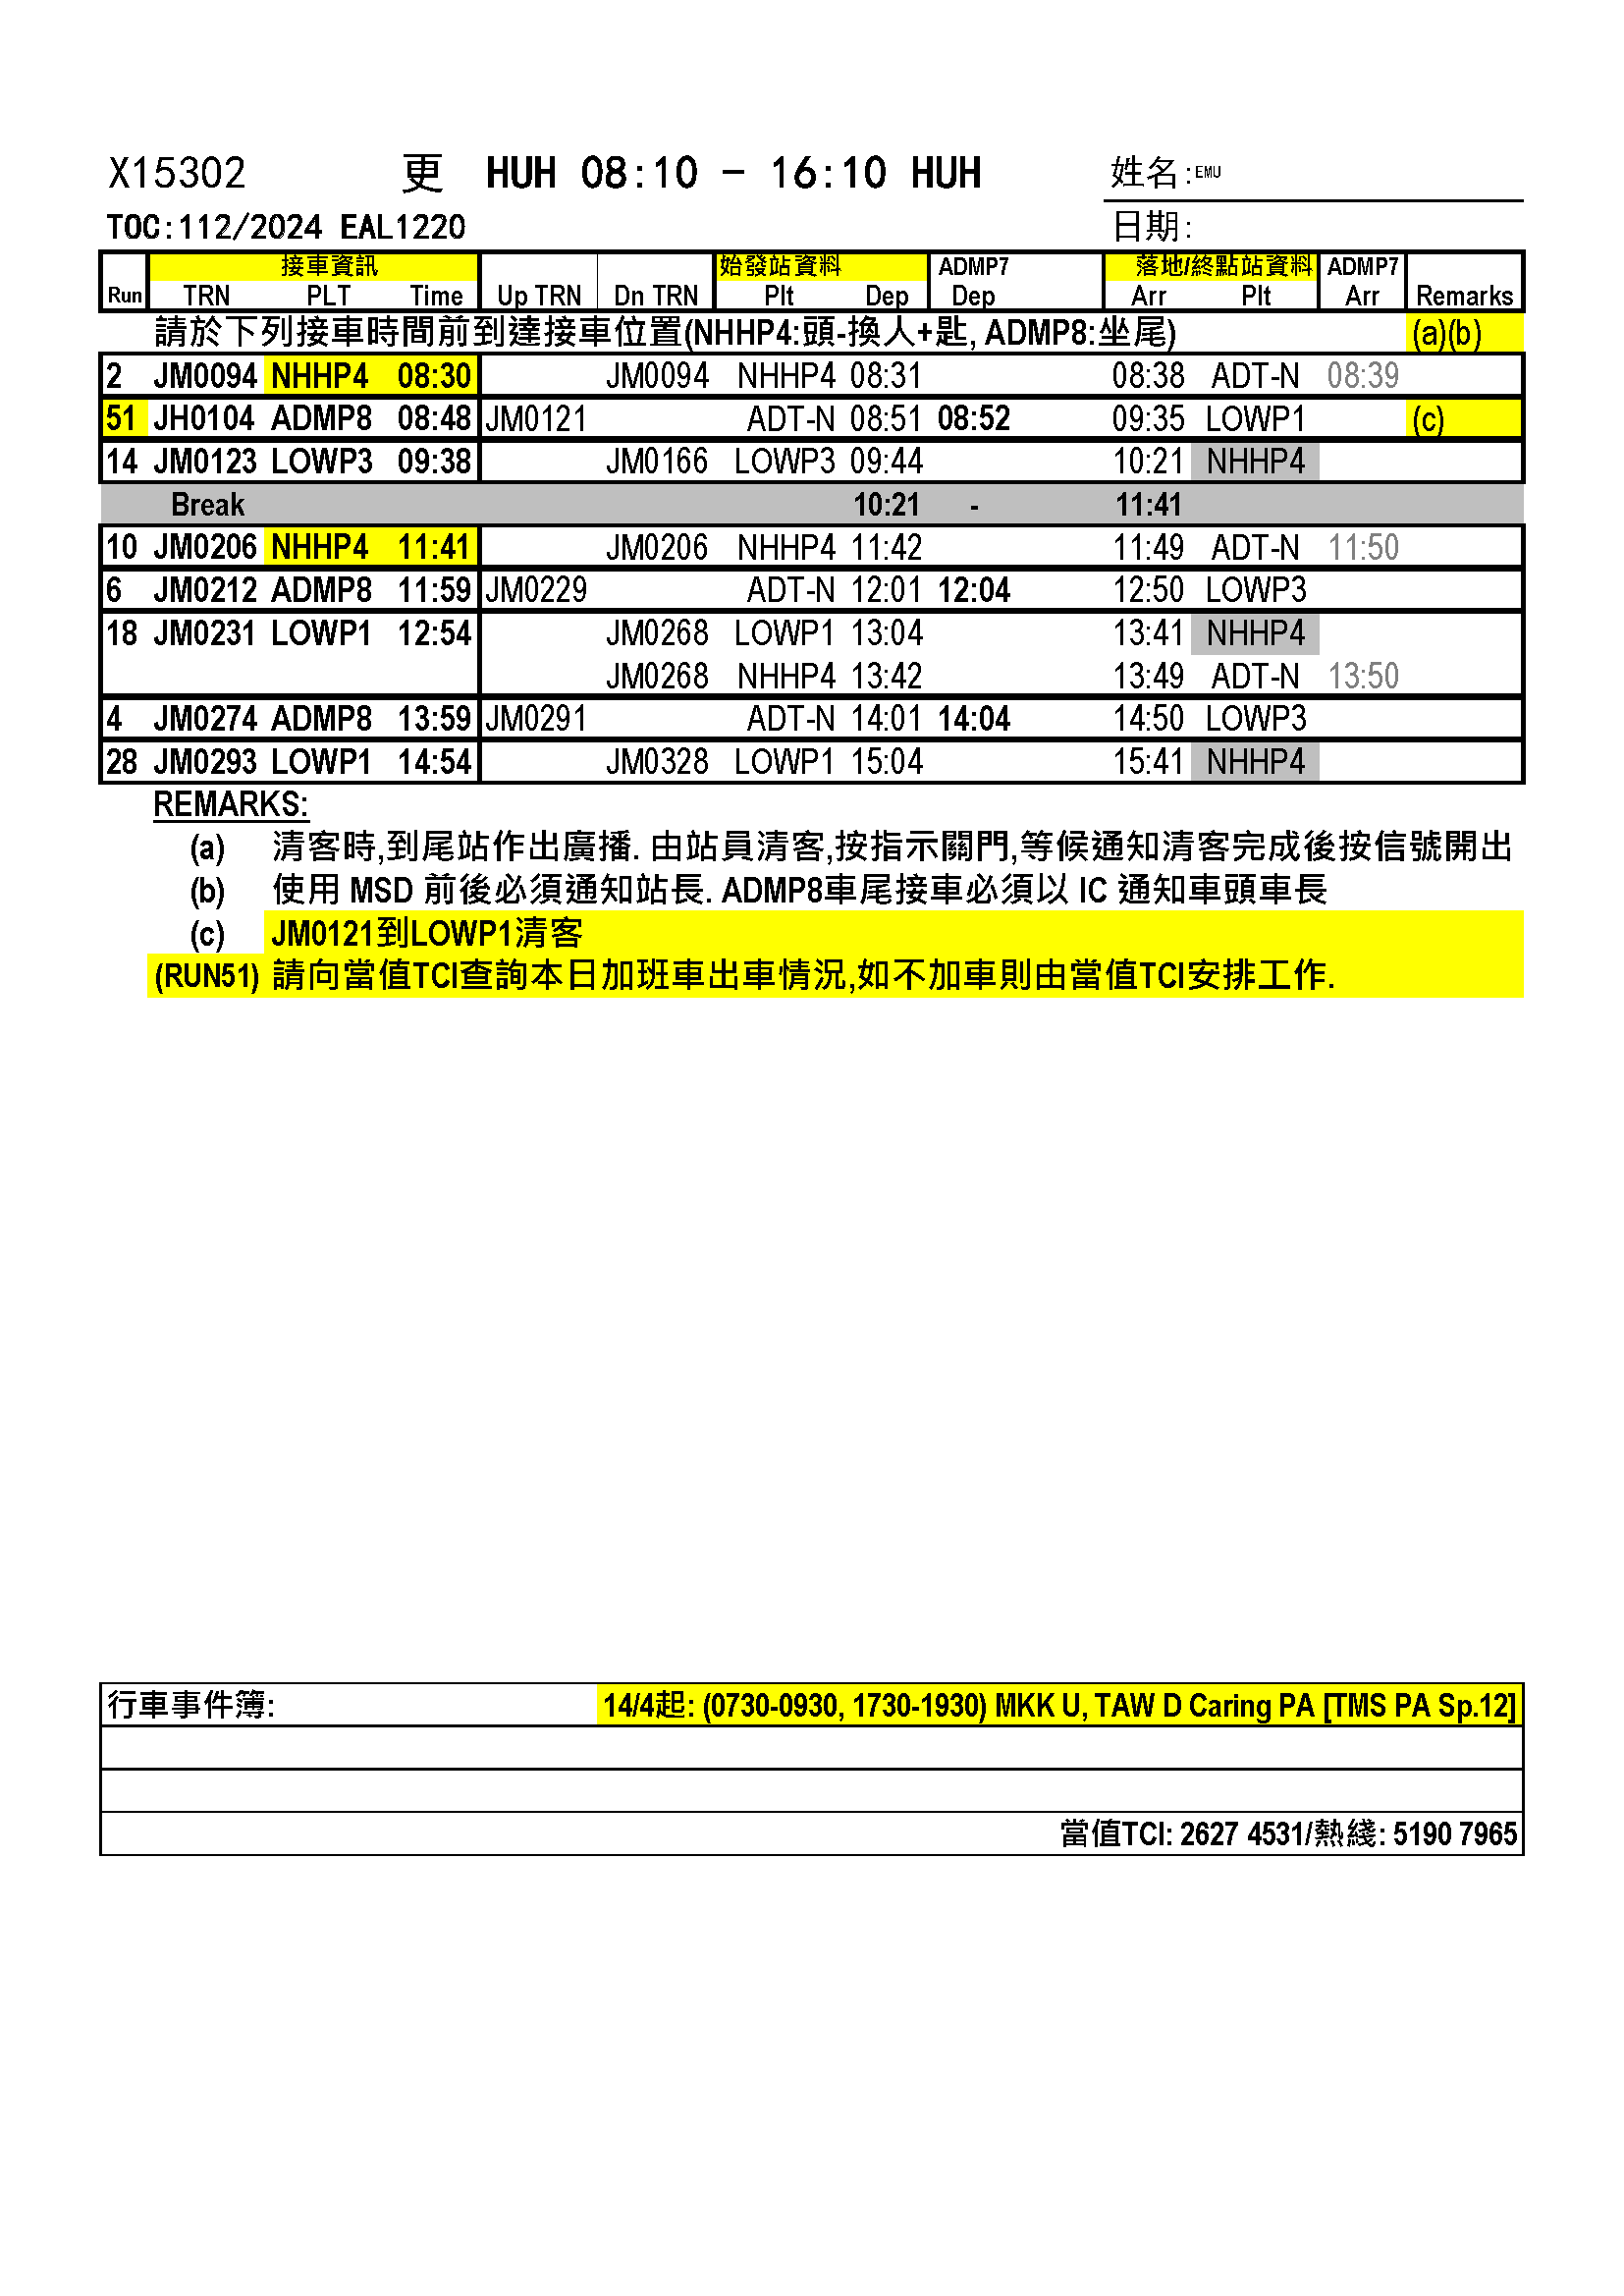 X15302 更 HUH 08:10 - 16:10 HUH 姓名:EMU
TOC:112/2024 EAL1220 日期:
接車資訊 始發站資料 ADMP7 落地/終點站資料 ADMP7
Run TRN PLT Time Up TRN Dn TRN Plt Dep Dep Arr Plt Arr Remarks
請於下列接車時間前到達接車位置(NHHP4:頭-換人+匙, ADMP8:坐尾) (a)(b)
2 JM0094 NHHP4 08:30 JM0094 NHHP4 08:31 08:38 ADT-N 08:39
51 JH0104 ADMP8 08:48 JM0121 ADT-N 08:51 08:52 09:35 LOWP1 (c)
14 JM0123 LOWP3 09:38 JM0166 LOWP3 09:44 10:21 NHHP4
Break 10:21 - 11:41
10 JM0206 NHHP4 11:41 JM0206 NHHP4 11:42 11:49 ADT-N 11:50
6 JM0212 ADMP8 11:59 JM0229 ADT-N 12:01 12:04 12:50 LOWP3
18 JM0231 LOWP1 12:54 JM0268 LOWP1 13:04 13:41 NHHP4
JM0268 NHHP4 13:42 13:49 ADT-N 13:50
4 JM0274 ADMP8 13:59 JM0291 ADT-N 14:01 14:04 14:50 LOWP3
28 JM0293 LOWP1 14:54 JM0328 LOWP1 15:04 15:41 NHHP4
REMARKS:
(a) 清客時,到尾站作出廣播. 由站員清客,按指示關門,等候通知清客完成後按信號開出
(b) 使用 MSD 前後必須通知站長. ADMP8車尾接車必須以 IC 通知車頭車長
(c) JM0121到LOWP1清客
(RUN51) 請向當值TCI查詢本日加班車出車情況,如不加車則由當值TCI安排工作.
行車事件簿: 14/4起: (0730-0930, 1730-1930) MKK U, TAW D Caring PA [TMS PA Sp.12]
當值TCI: 2627 4531/熱綫: 5190 7965